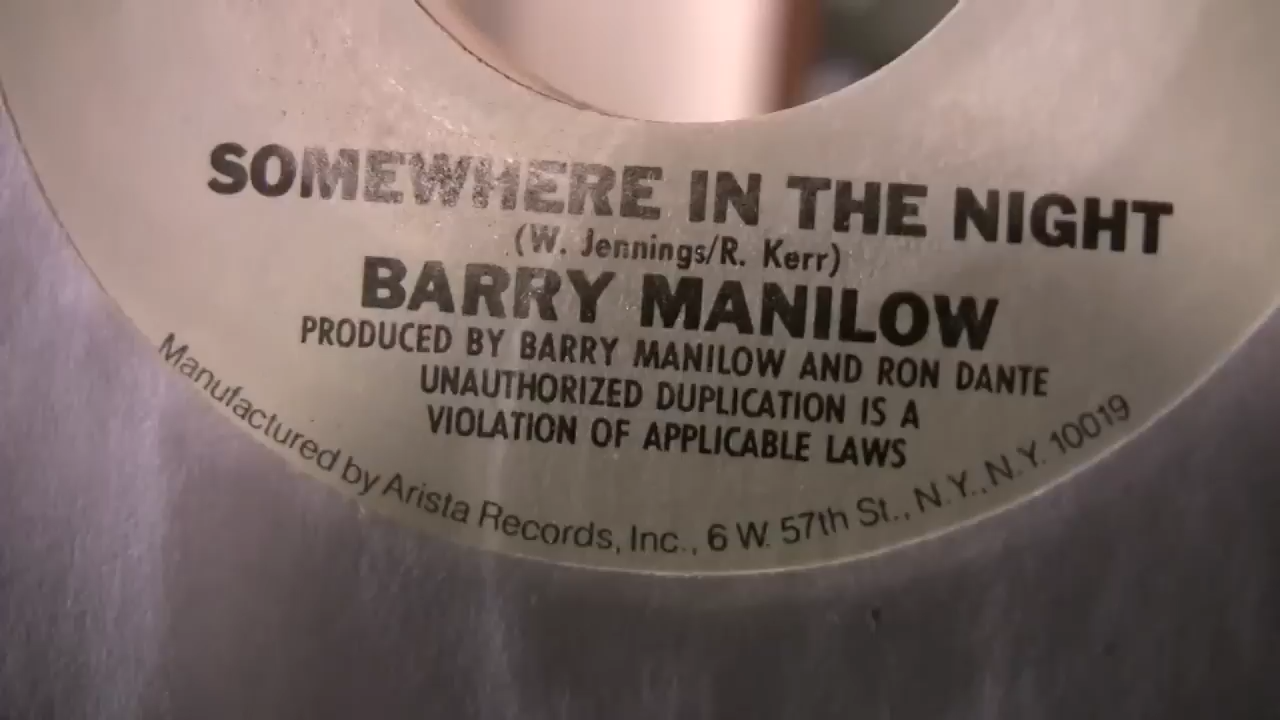 SOMEWHERE IN THE NIGHT
(W. Jennings/R. Kerr)
BARRY MANILOW
PRODUCED BY BARRY MANILOW AND RON DANTE
UNAUTHORIZED DUPLICATION IS A
VIOLATION OF APPLICABLE LAWS
Manufactured by Arista Records, Inc., 6 W. 57th St., N.Y., N.Y. 10019